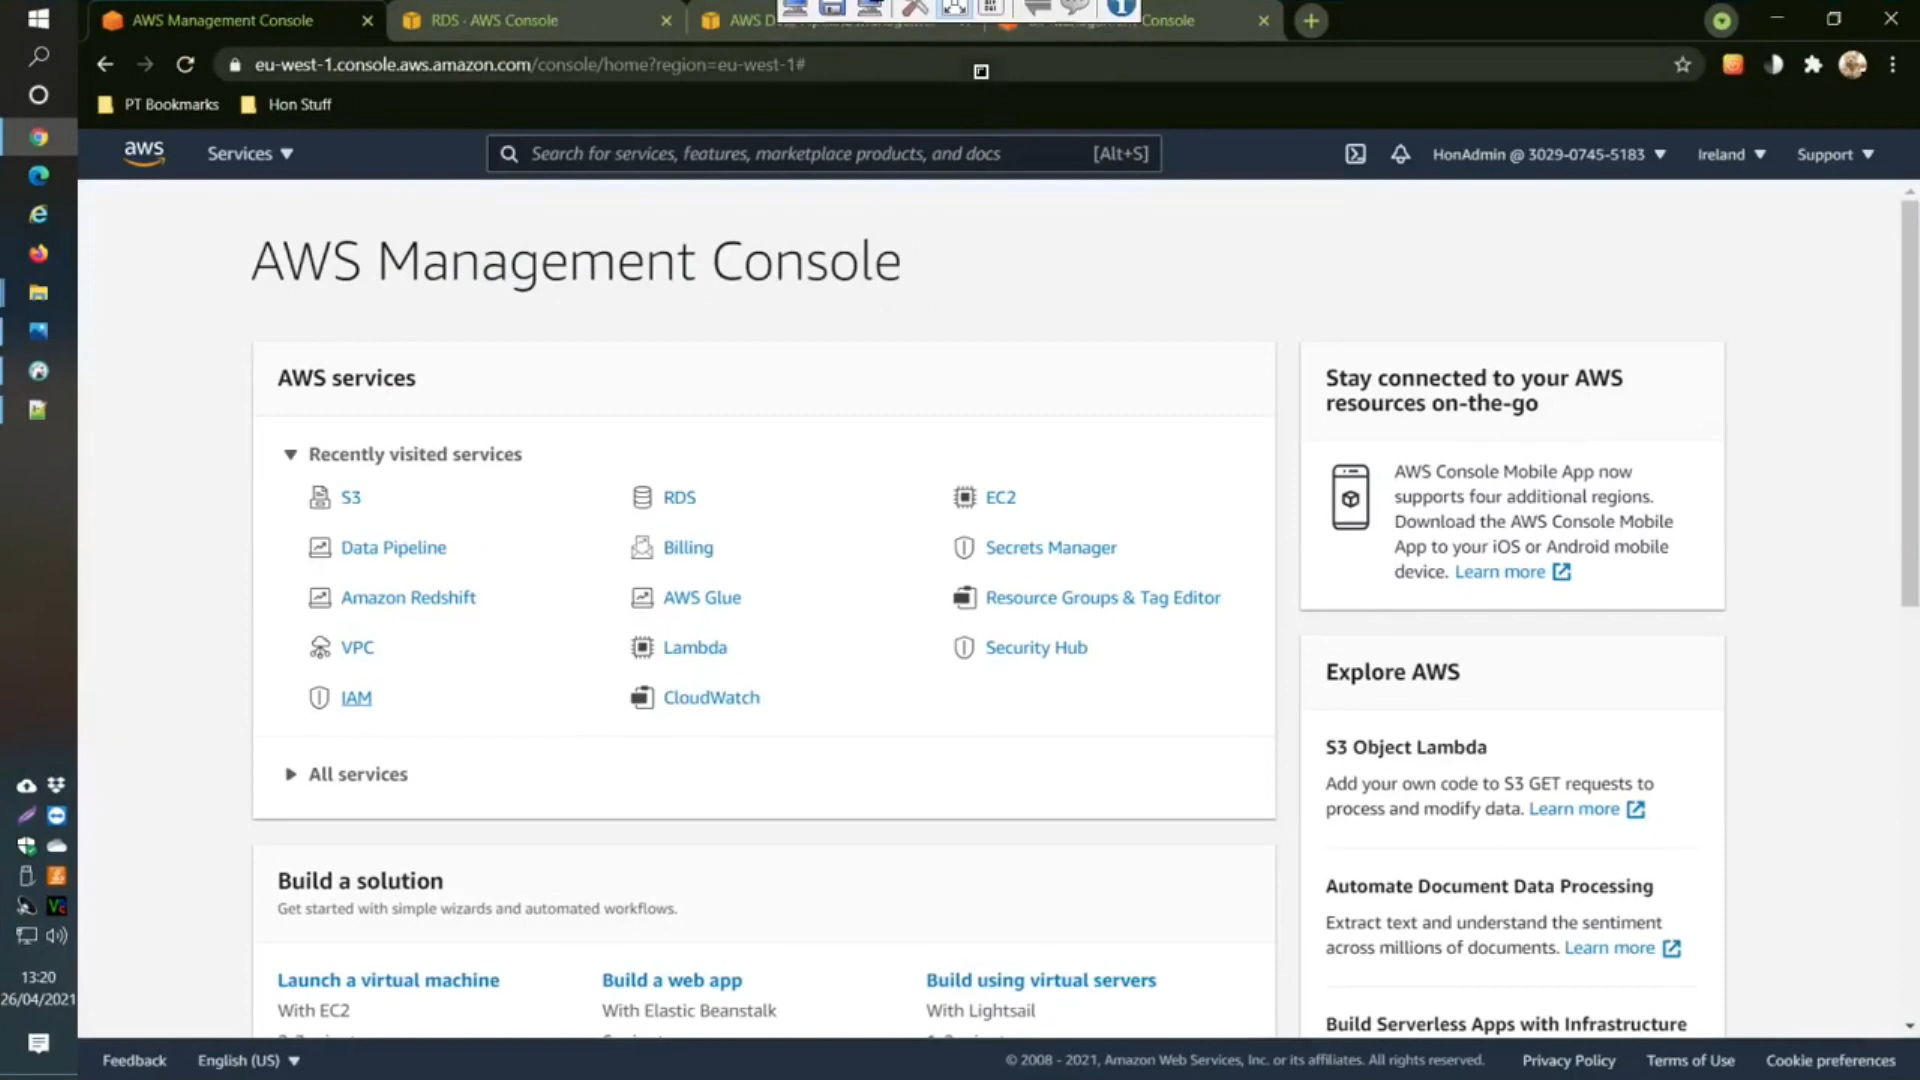 AWS Management Console
RDS · AWS Console
AWS D
Console
eu-west-1.console.aws.amazon.com/console/home?region=eu-west-1#
PT Bookmarks
Hon Stuff
aws
Services
Search for services, features, marketplace products, and docs
[Alt+S]
HonAdmin @ 3029-0745-5183
Ireland
Support
AWS Management Console
AWS services
Recently visited services
S3
RDS
EC2
Data Pipeline
Billing
Secrets Manager
Amazon Redshift
AWS Glue
Resource Groups & Tag Editor
VPC
Lambda
Security Hub
IAM
CloudWatch
All services
Build a solution
Get started with simple wizards and automated workflows.
Launch a virtual machine
Build a web app
Build using virtual servers
With EC2
With Elastic Beanstalk
With Lightsail
Stay connected to your AWS
resources on-the-go
AWS Console Mobile App now
supports four additional regions.
Download the AWS Console Mobile
App to your iOS or Android mobile
device. Learn more
Explore AWS
S3 Object Lambda
Add your own code to S3 GET requests to
process and modify data. Learn more
Automate Document Data Processing
Extract text and understand the sentiment
across millions of documents. Learn more
Build Serverless Apps with Infrastructure
13:20
26/04/2021
Feedback
English (US)
© 2008 - 2021, Amazon Web Services, Inc. or its affiliates. All rights reserved.
Privacy Policy
Terms of Use
Cookie preferences